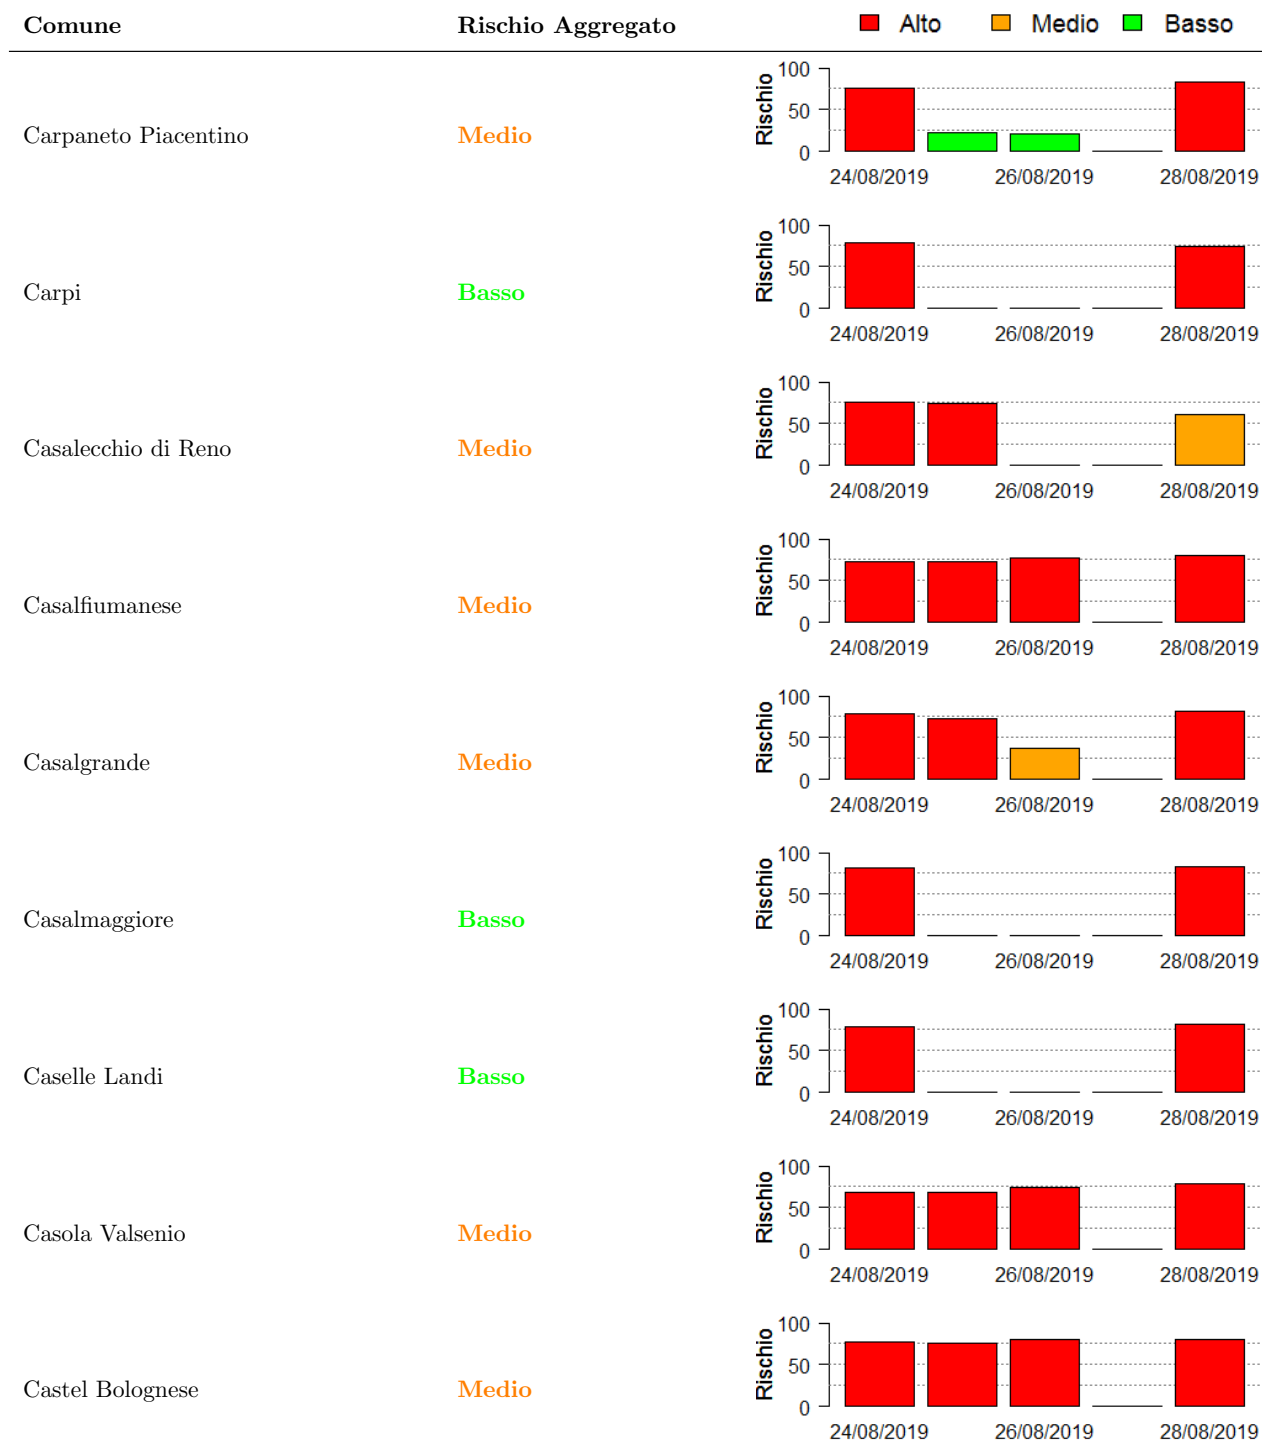 Comune Rischio Aggregato Alto Medio Basso
Carpaneto Piacentino Medio
Rischio
100
50
0
24/08/2019 26/08/2019 28/08/2019
Carpi Basso
Rischio
100
50
0
24/08/2019 26/08/2019 28/08/2019
Casalecchio di Reno Medio
Rischio
100
50
0
24/08/2019 26/08/2019 28/08/2019
Casalfiumanese Medio
Rischio
100
50
0
24/08/2019 26/08/2019 28/08/2019
Casalgrande Medio
Rischio
100
50
0
24/08/2019 26/08/2019 28/08/2019
Casalmaggiore Basso
Rischio
100
50
0
24/08/2019 26/08/2019 28/08/2019
Caselle Landi Basso
Rischio
100
50
0
24/08/2019 26/08/2019 28/08/2019
Casola Valsenio Medio
Rischio
100
50
0
24/08/2019 26/08/2019 28/08/2019
Castel Bolognese Medio
Rischio
100
50
0
24/08/2019 26/08/2019 28/08/2019